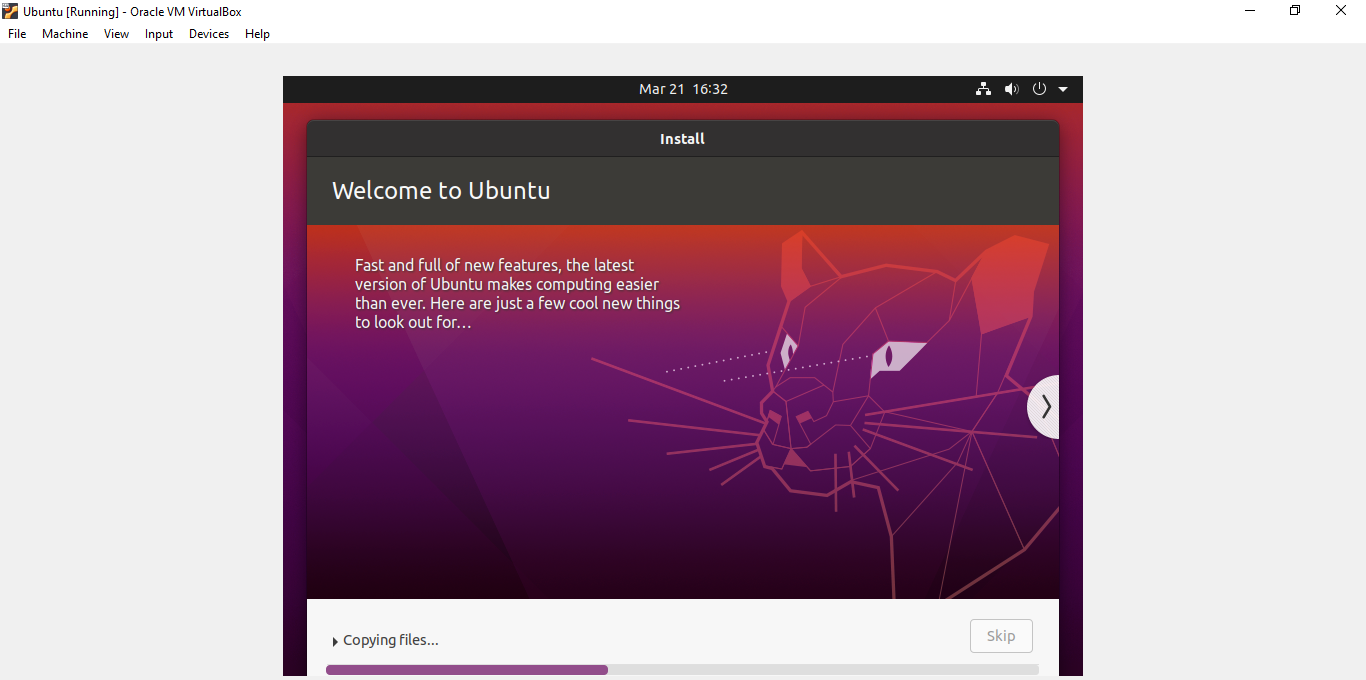 Ubuntu [Running] - Oracle VM VirtualBox
File Machine View Input Devices Help
Mar 21 16:32
Install
Welcome to Ubuntu
Fast and full of new features, the latest
version of Ubuntu makes computing easier
than ever. Here are just a few cool new things
to look out for…
Copying files...
Skip